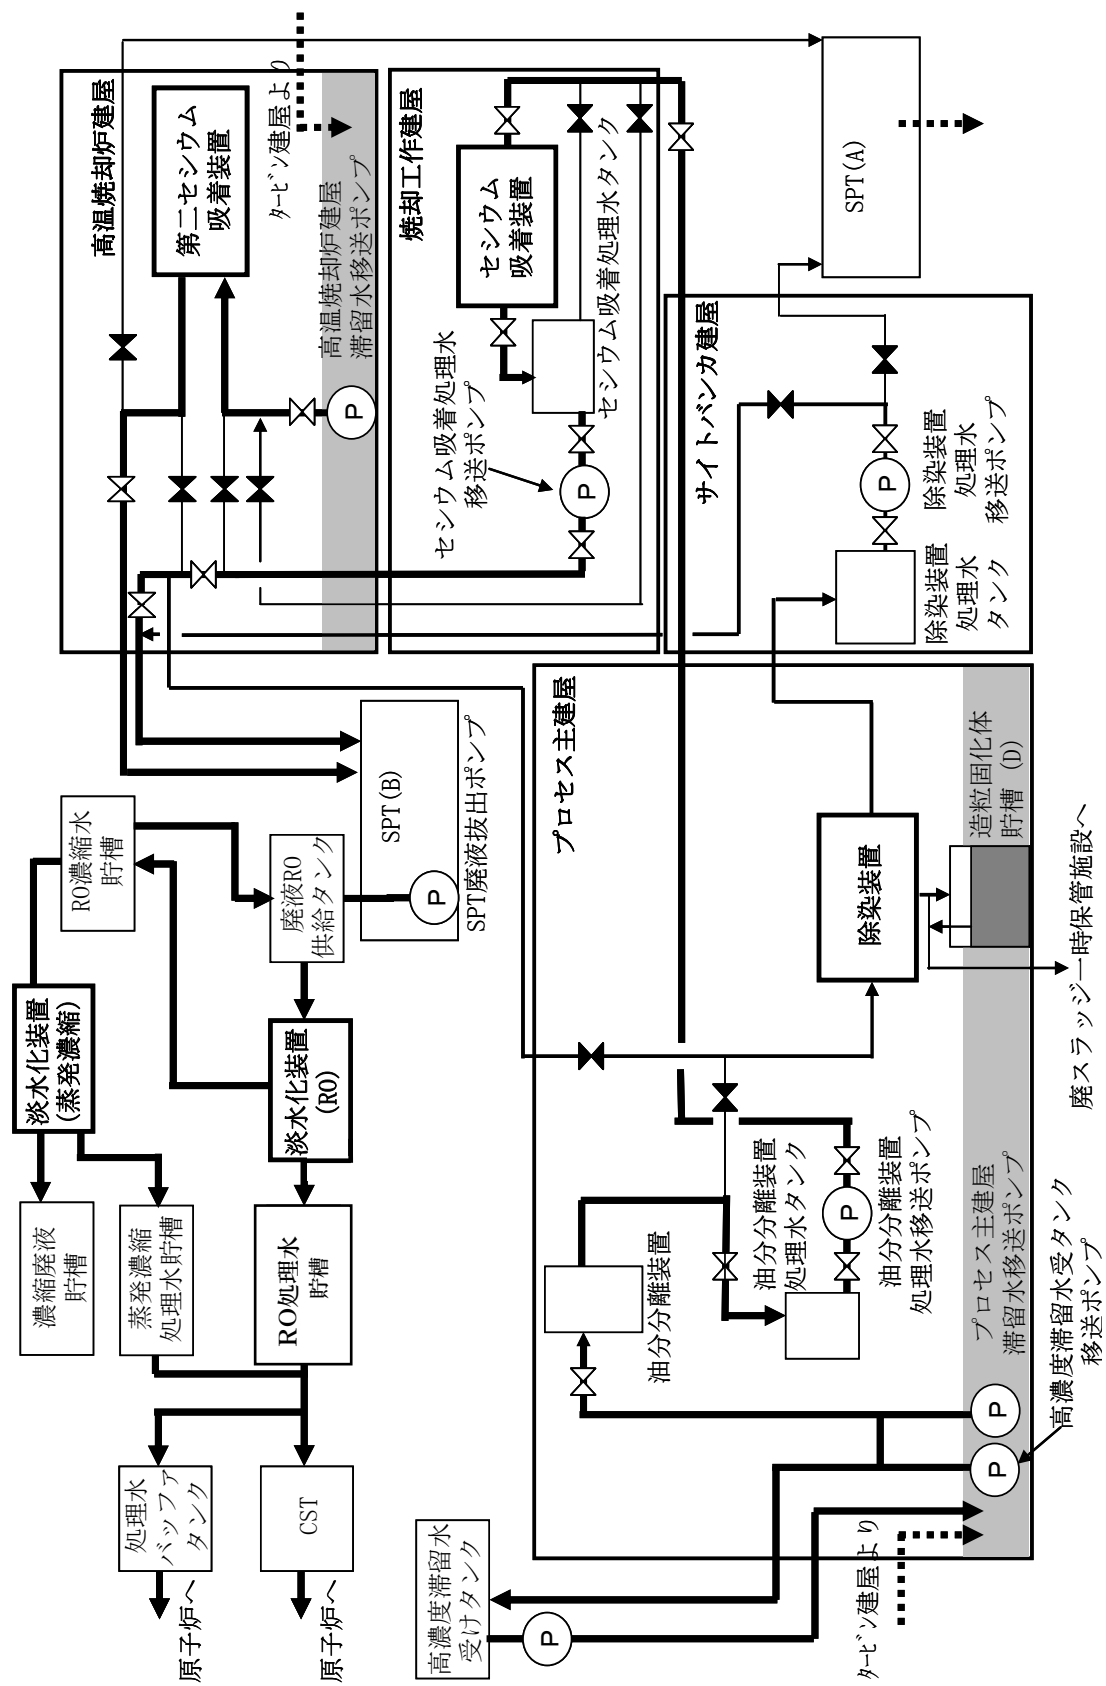 高温焼却炉建屋
第二セシウム
吸着装置
ﾀｰﾋﾞﾝ建屋より
高温焼却炉建屋
滞留水移送ポンプ
P
焼却工作建屋
セシウム
吸着装置
セシウム吸着処理水タンク
セシウム吸着処理水
移送ポンプ
P
SPT(A)
サイトバンカ建屋
P
除染装置
処理水
移送ポンプ
除染装置
処理水
タンク
SPT(B)
P
SPT廃液抜出ポンプ
RO濃縮水
貯槽
廃液RO
供給タンク
淡水化装置
(蒸発濃縮)
淡水化装置
(RO)
濃縮廃液
貯槽
蒸発濃縮
処理水貯槽
RO処理水
貯槽
処理水
バッファ
タンク
CST
原子炉へ
原子炉へ
プロセス主建屋
除染装置
造粒固化体
貯槽(D)
廃スラッジ一時保管施設へ
油分分離装置
油分分離装置
処理水タンク
P
油分分離装置
処理水移送ポンプ
プロセス主建屋
滞留水移送ポンプ
P
P
高濃度滞留水受タンク
移送ポンプ
高濃度滞留水
受けタンク
P
ﾀｰﾋﾞﾝ建屋より